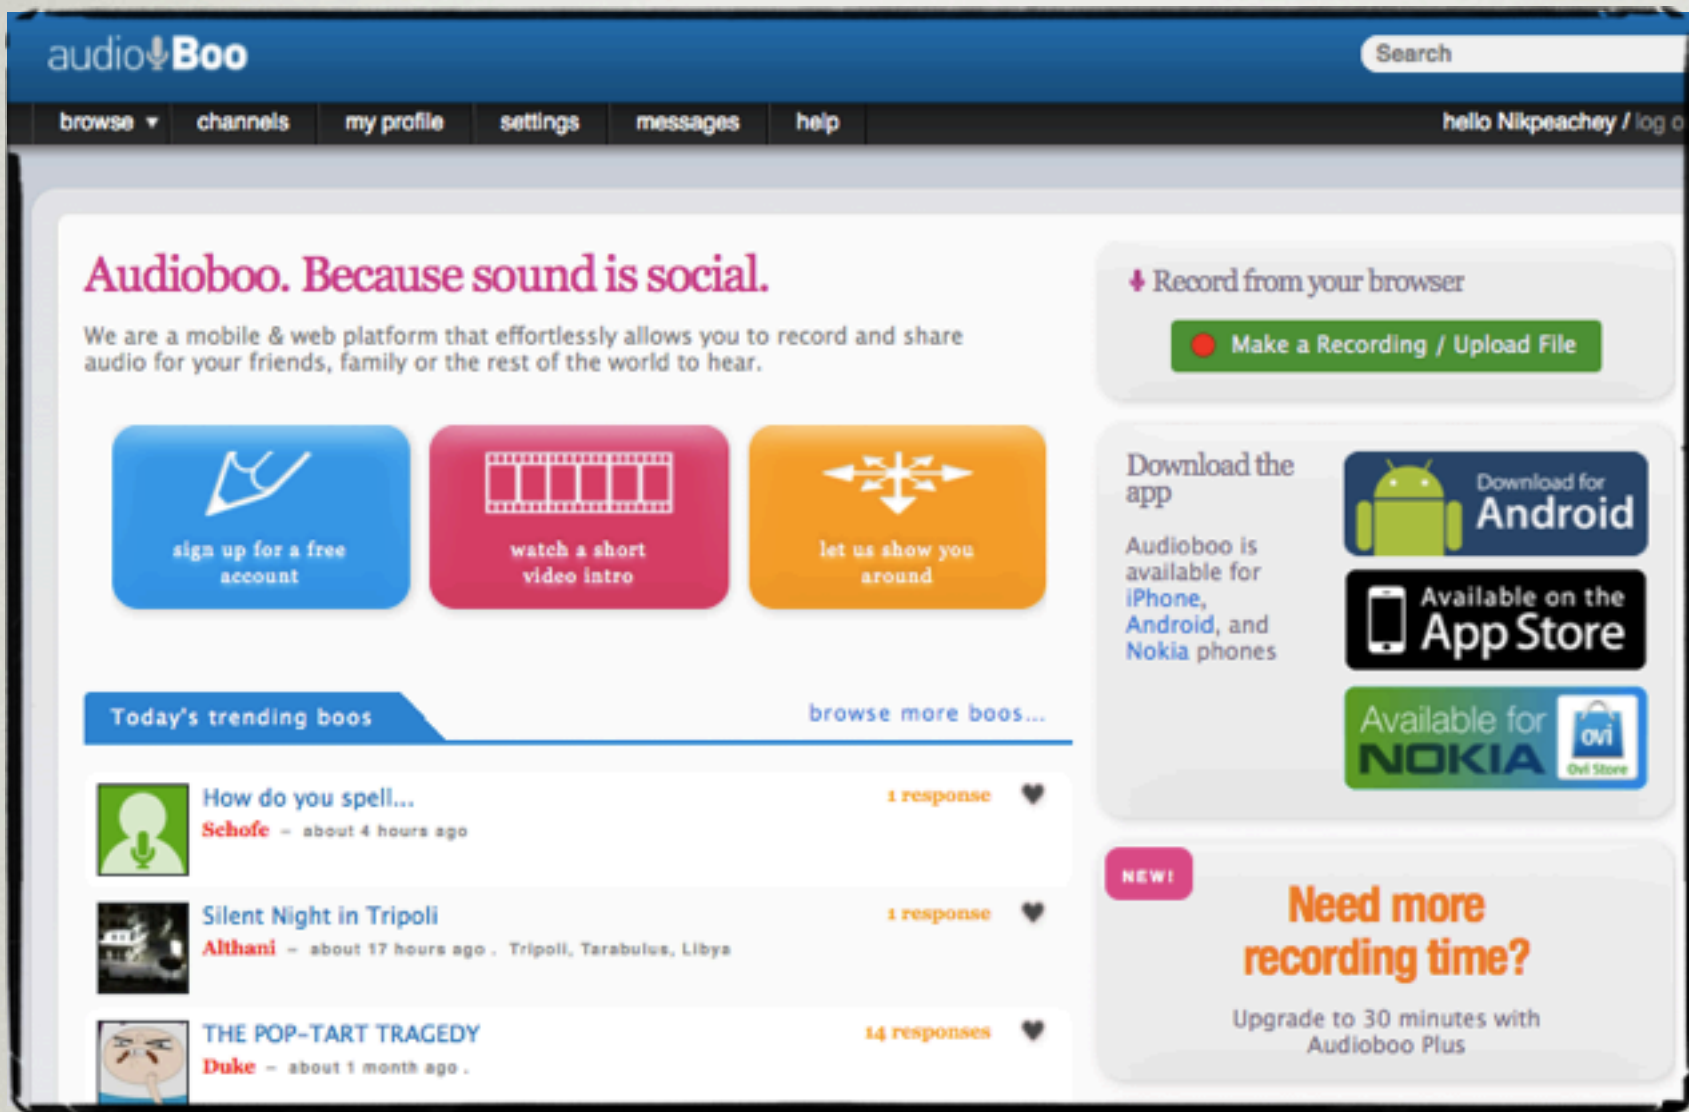 audioBoo
Search
browse ▼ channels my profile settings messages help
hello Nikpeachey / log o
Audioboo. Because sound is social.
We are a mobile & web platform that effortlessly allows you to record and share
audio for your friends, family or the rest of the world to hear.
sign up for a free
account
watch a short
video intro
let us show you
around
Today's trending boos
browse more boos...
How do you spell...
1 response
Schofe – about 4 hours ago
Silent Night in Tripoli
1 response
Althani – about 17 hours ago . Tripoli, Tarabulus, Libya
THE POP-TART TRAGEDY
14 responses
Duke – about 1 month ago .
Record from your browser
Make a Recording / Upload File
Download the
app
Audioboo is
available for
iPhone,
Android, and
Nokia phones
Download for
Android
Available on the
App Store
Available for
NOKIA
ovi
Ovi Store
NEW!
Need more
recording time?
Upgrade to 30 minutes with
Audioboo Plus